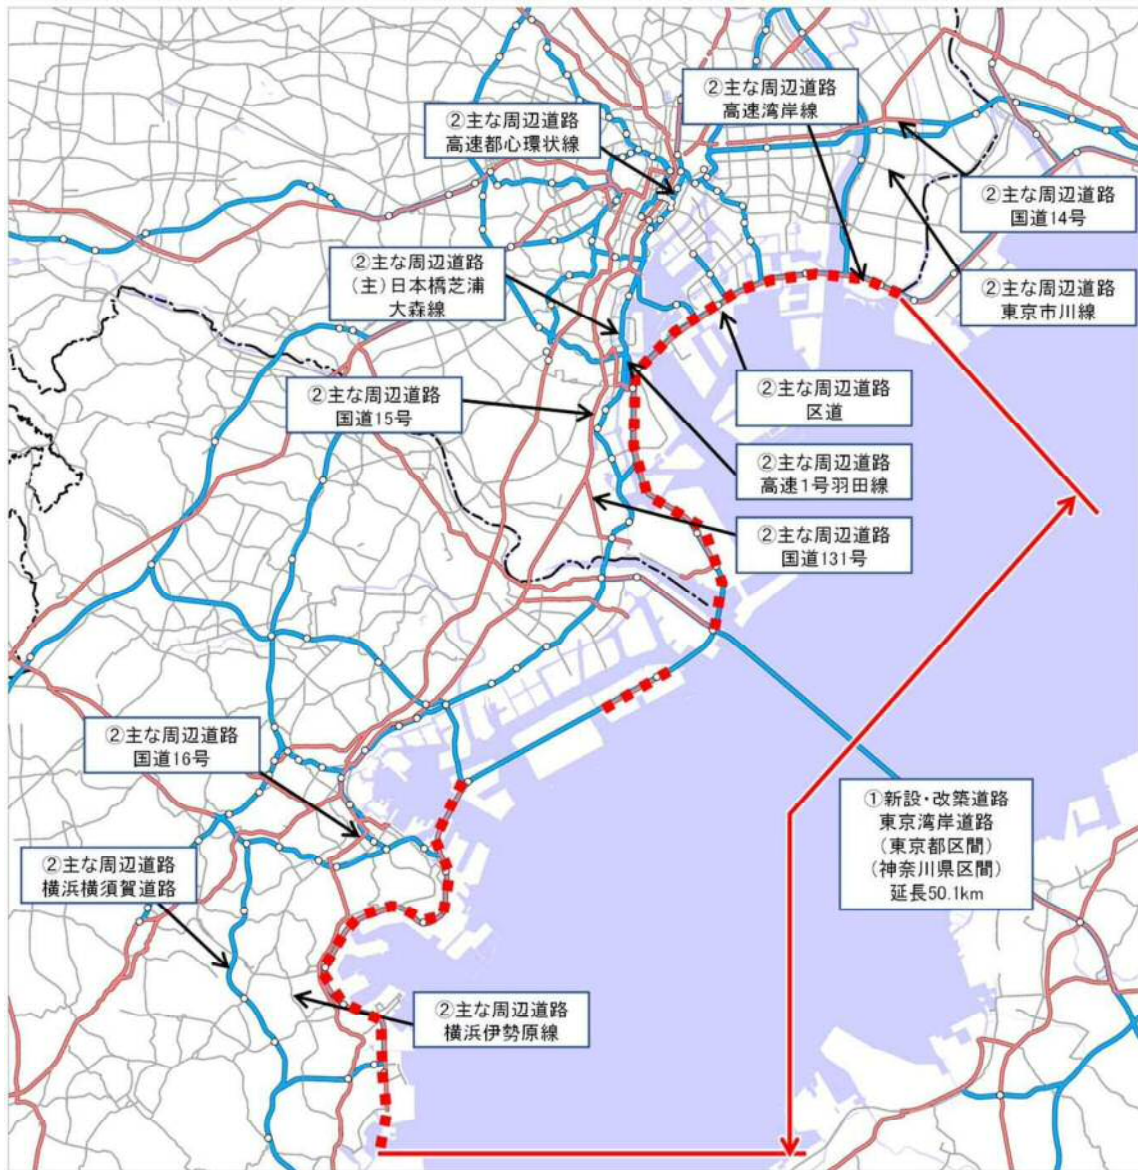 ②主な周辺道路
高速湾岸線
②主な周辺道路
高速都心環状線
②主な周辺道路
国道14号
②主な周辺道路
(主)日本橋芝浦
大森線
②主な周辺道路
東京市川線
②主な周辺道路
国道15号
②主な周辺道路
区道
②主な周辺道路
高速1号羽田線
②主な周辺道路
国道131号
②主な周辺道路
国道16号
①新設・改築道路
東京湾岸道路
(東京都区間)
(神奈川県区間)
延長50.1km
②主な周辺道路
横浜横須賀道路
②主な周辺道路
横浜伊勢原線